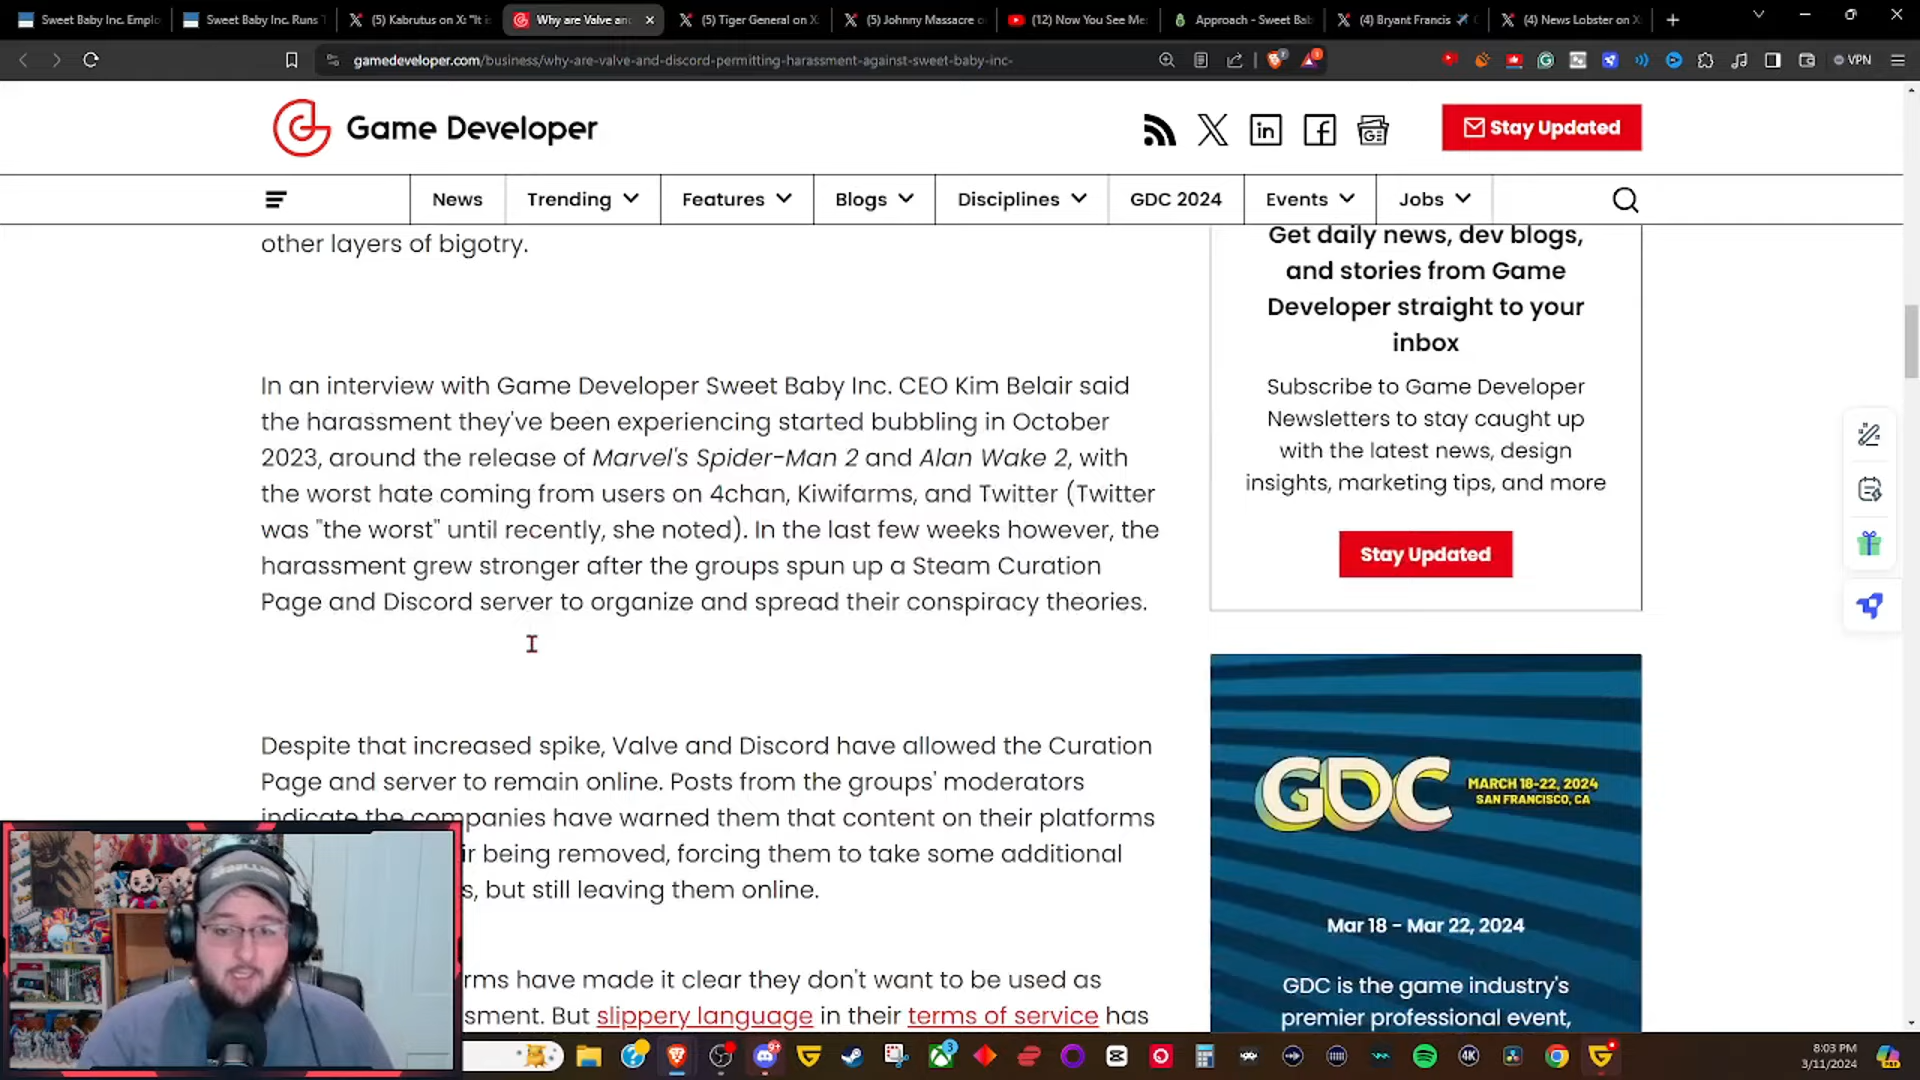 Sweet Baby Inc. Emplo
Sweet Baby Inc. Runs
(5) Kabrutus on X: "It is
Why are Valve and
(5) Tiger General on X
(5) Johnny Massacre o
(12) Now You See Me
Approach - Sweet Bab
(4) Bryant Francis
(4) News Lobster on X
gamedeveloper.com/business/why-are-valve-and-discord-permitting-harassment-against-sweet-baby-inc-
VPN
Game Developer
Stay Updated
News
Trending
Features
Blogs
Disciplines
GDC 2024
Events
Jobs
other layers of bigotry.
In an interview with Game Developer Sweet Baby Inc. CEO Kim Belair said
the harassment they've been experiencing started bubbling in October
2023, around the release of Marvel's Spider-Man 2 and Alan Wake 2, with
the worst hate coming from users on 4chan, Kiwifarms, and Twitter (Twitter
was "the worst" until recently, she noted). In the last few weeks however, the
harassment grew stronger after the groups spun up a Steam Curation
Page and Discord server to organize and spread their conspiracy theories.
Despite that increased spike, Valve and Discord have allowed the Curation
Page and server to remain online. Posts from the groups' moderators
indicate the companies have warned them that content on their platforms
ir being removed, forcing them to take some additional
s, but still leaving them online.
rms have made it clear they don't want to be used as
ssment. But slippery language in their terms of service has
Get daily news, dev blogs,
and stories from Game
Developer straight to your
inbox
Subscribe to Game Developer
Newsletters to stay caught up
with the latest news, design
insights, marketing tips, and more
Stay Updated
GDC
MARCH 18-22, 2024
SAN FRANCISCO, CA
Mar 18 - Mar 22, 2024
GDC is the game industry's
premier professional event,
8:03 PM
3/11/2024